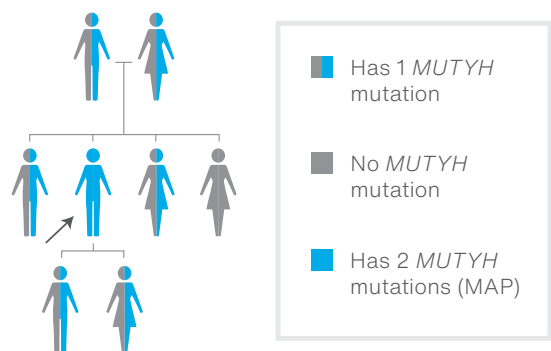 Has 1 MUTYH
mutation
No MUTYH
mutation
Has 2 MUTYH
mutations (MAP)